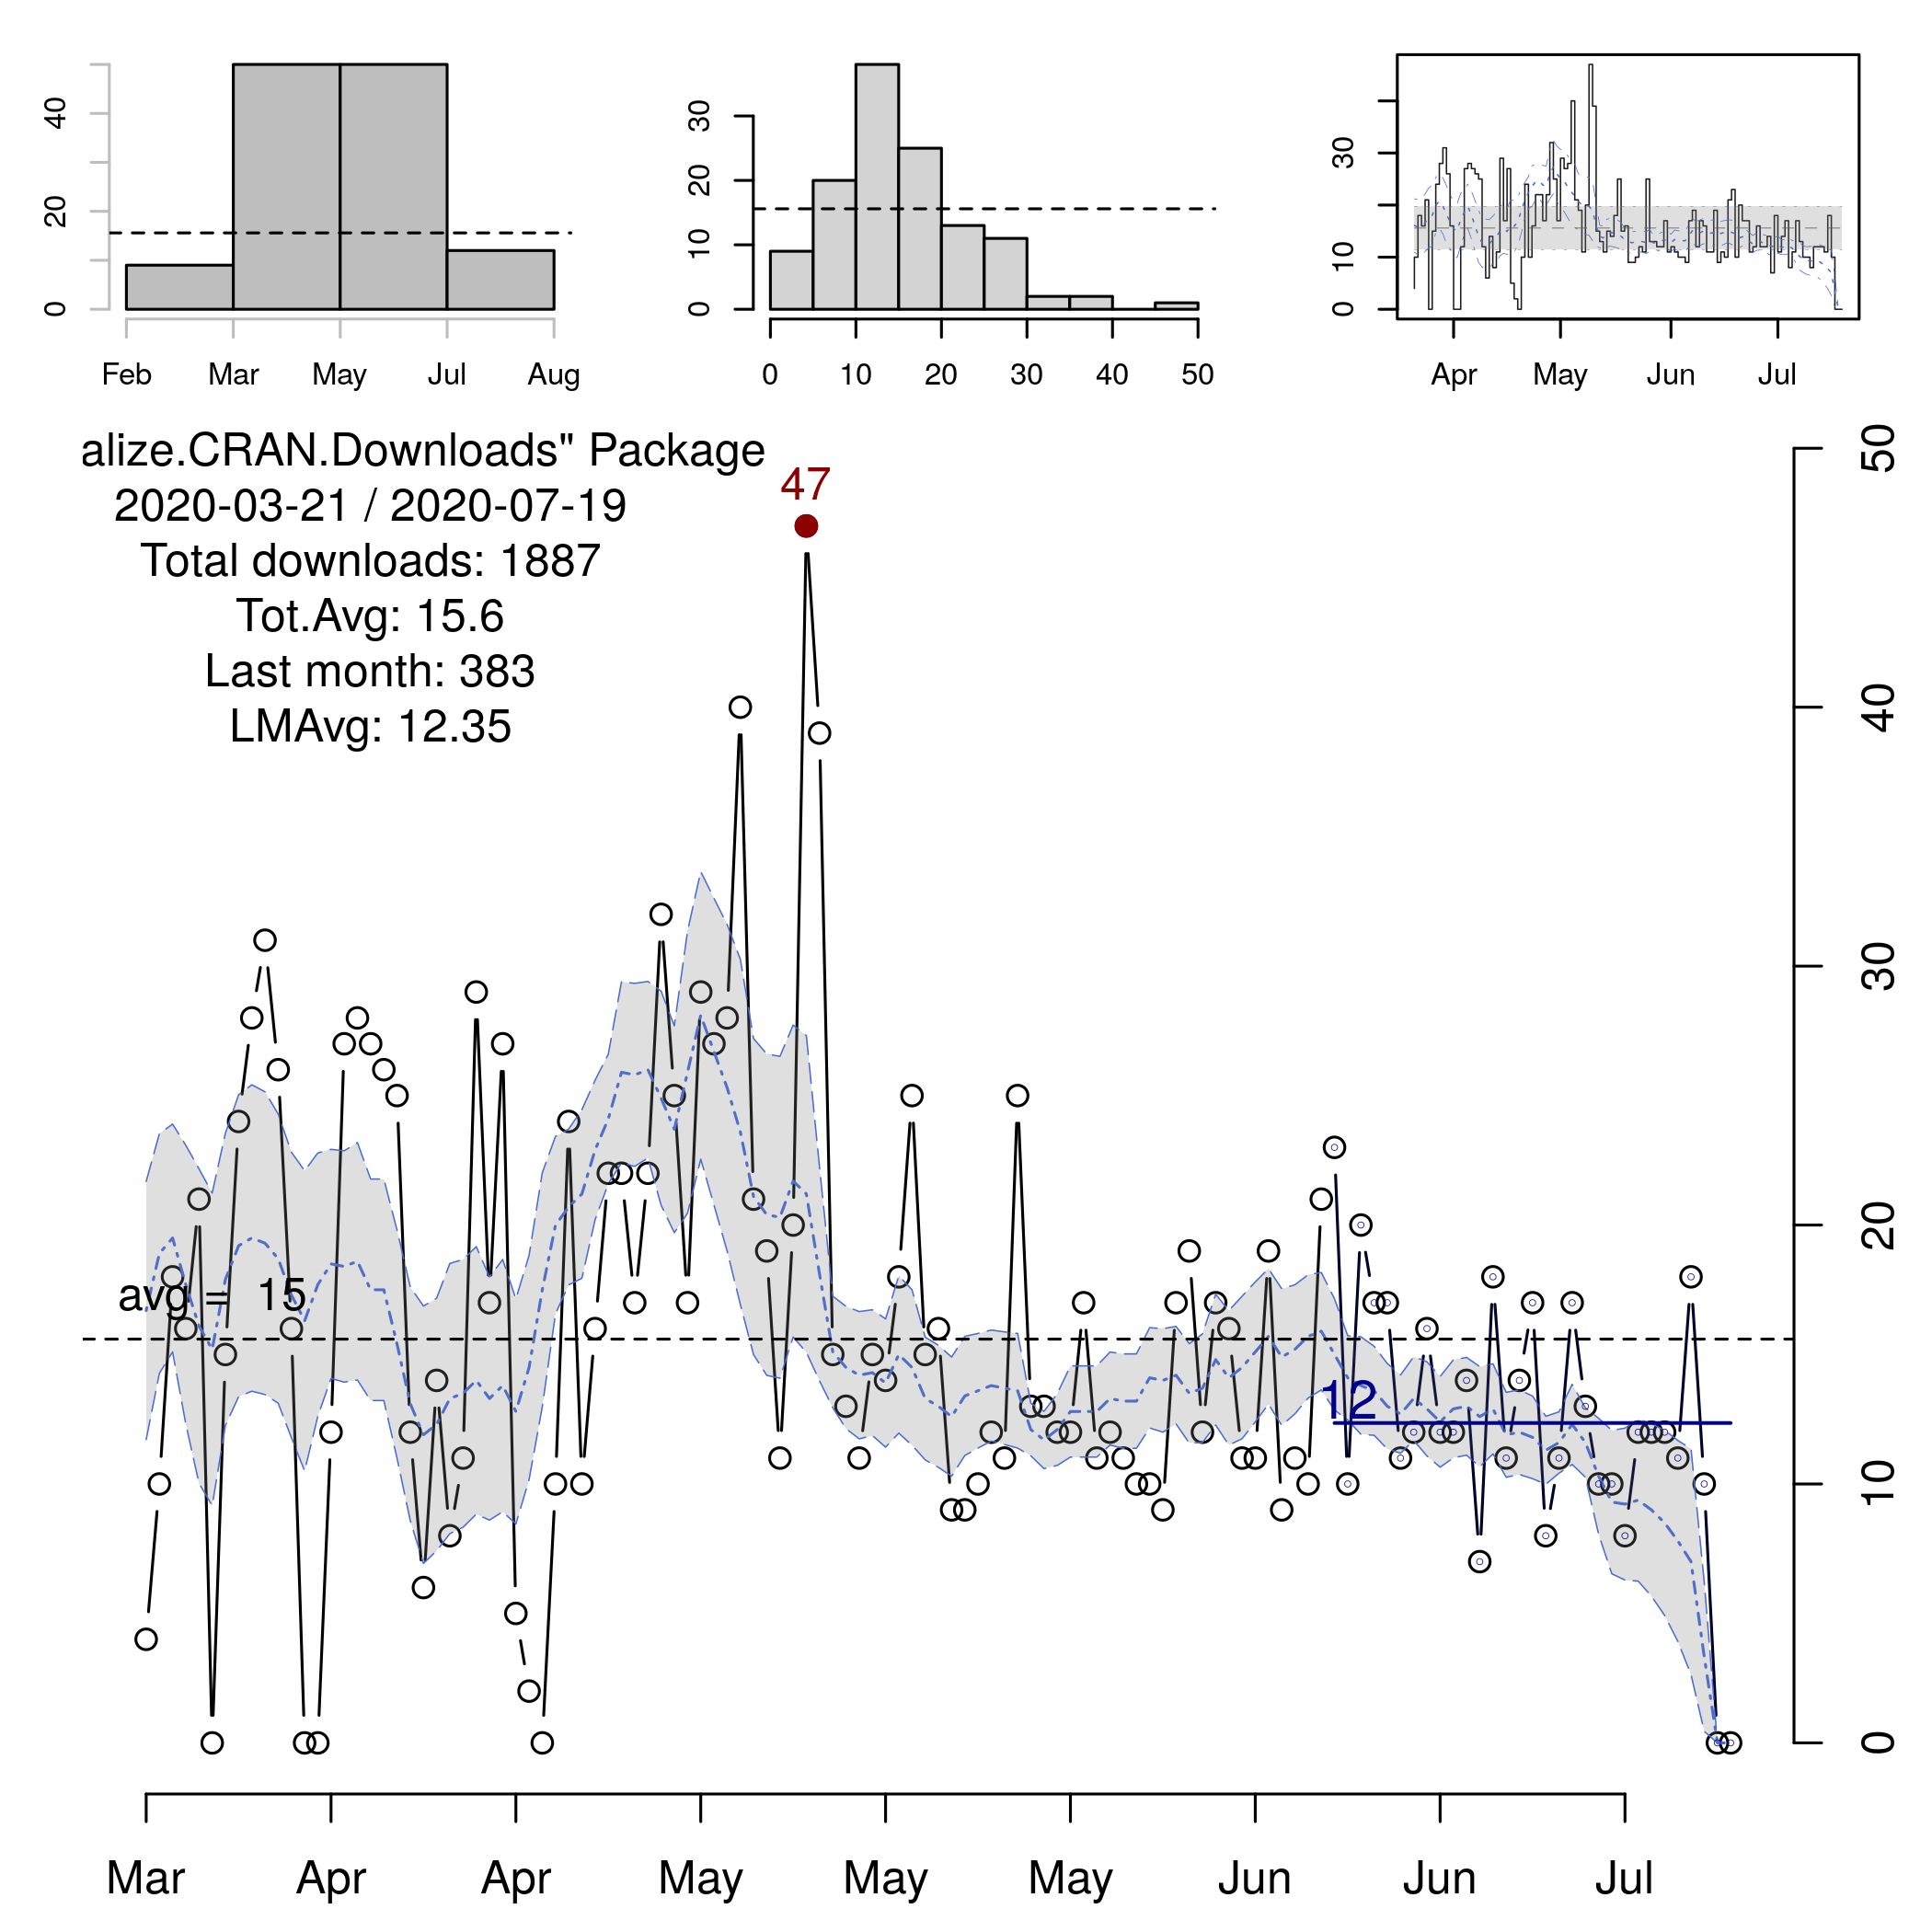 0 20 40
Feb Mar May Jul Aug
0 10 20 30
0 10 20 30 40 50
0 10 30
Apr May Jun Jul
alize.CRAN.Downloads" Package
2020-03-21 / 2020-07-19
Total downloads: 1887
Tot.Avg: 15.6
Last month: 383
LMAvg: 12.35
47
avg = 15
12
0 10 20 30 40 50
Mar Apr Apr May May May Jun Jun Jul